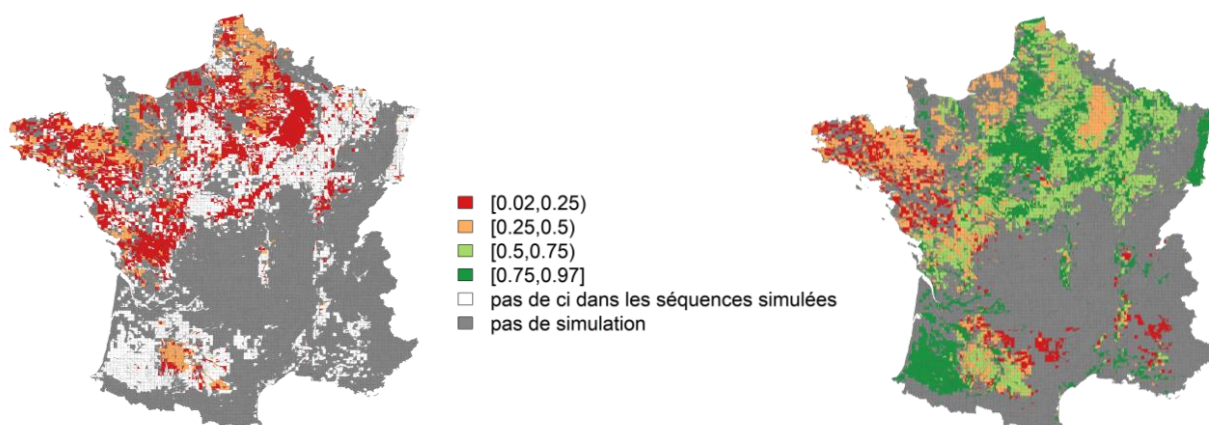 [0.02,0.25)
[0.25,0.5)
[0.5,0.75)
[0.75,0.97]
pas de ci dans les séquences simulées
pas de simulation